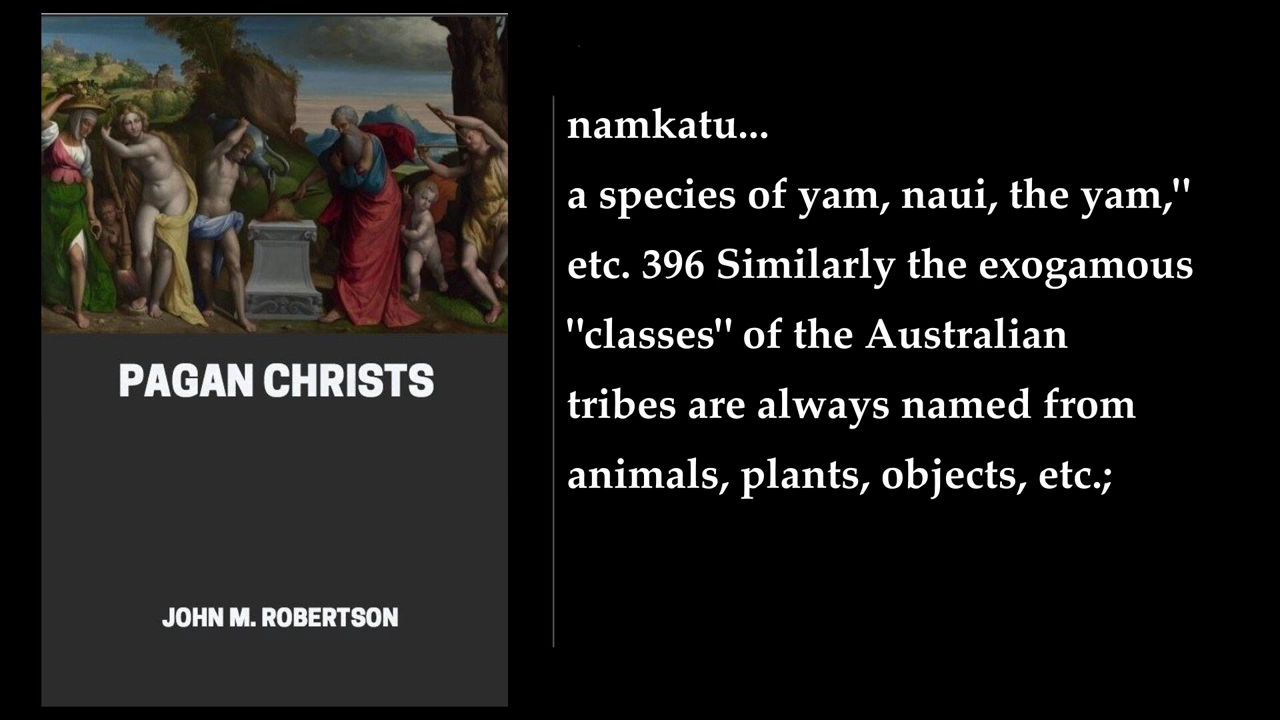 PAGAN CHRISTS
JOHN M. ROBERTSON
namkatu...
a species of yam, naui, the yam,"
etc. 396 Similarly the exogamous
"classes" of the Australian
tribes are always named from
animals, plants, objects, etc.;